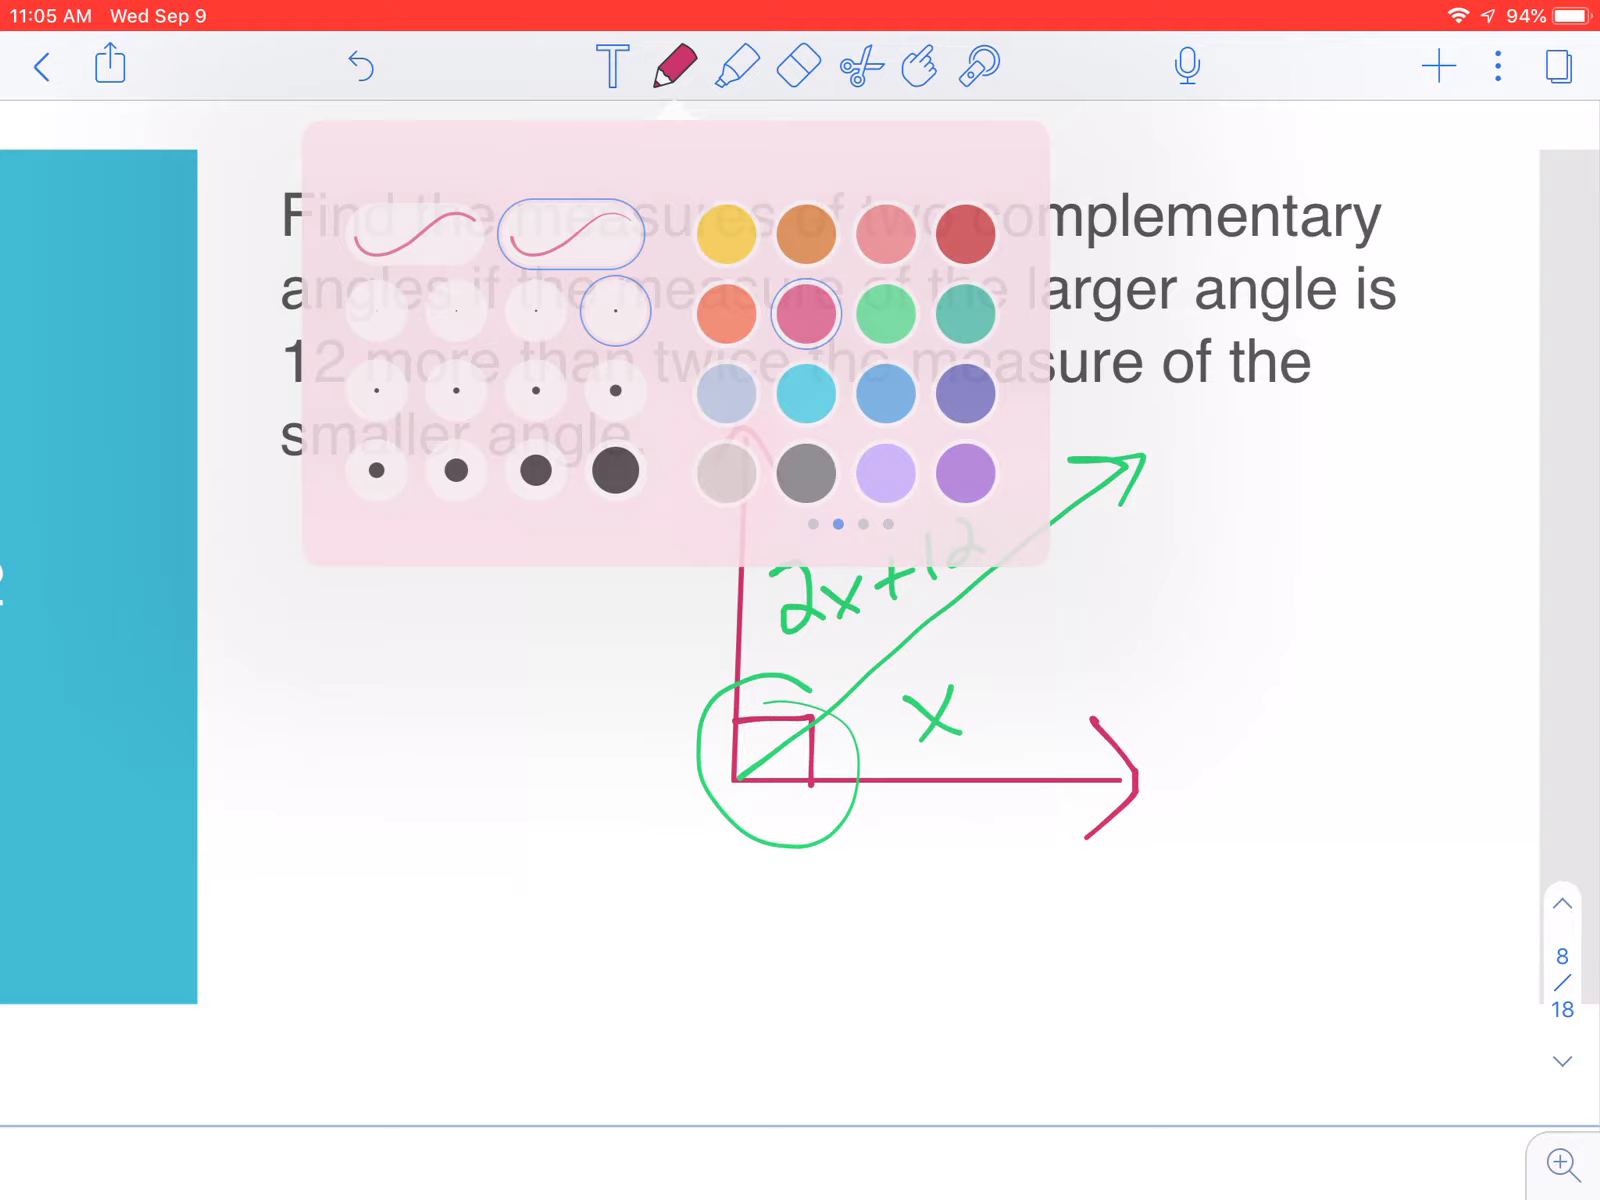 11:05 AM Wed Sep 9
94%
T
Find the measures of two complementary
angles if the measure of the larger angle is
12 more than twice the measure of the
smaller angle.
2x+12
x
8
/
18